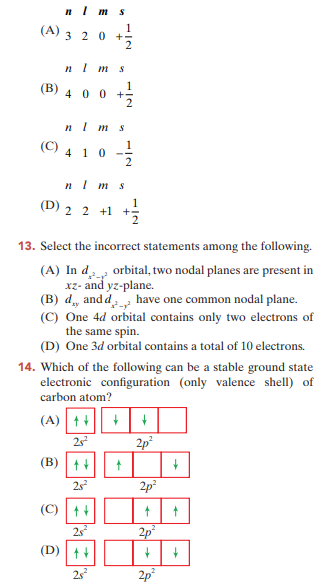 n l m s
(A) 3 2 0 +1/2
n l m s
(B) 4 0 0 +1/2
n l m s
(C) 4 1 0 −1/2
n l m s
(D) 2 2 +1 +1/2
13. Select the incorrect statements among the following.
(A) In d_{x²−y²} orbital, two nodal planes are present in
xz- and yz-plane.
(B) d_{xy} and d_{x²−y²} have one common nodal plane.
(C) One 4d orbital contains only two electrons of
the same spin.
(D) One 3d orbital contains a total of 10 electrons.
14. Which of the following can be a stable ground state
electronic configuration (only valence shell) of
carbon atom?
(A) ↑↓ ↓ ↓
2s² 2p²
(B) ↑↓ ↑ ↓
2s² 2p²
(C) ↑↓ ↑ ↑
2s² 2p²
(D) ↑↓ ↓ ↓
2s² 2p²